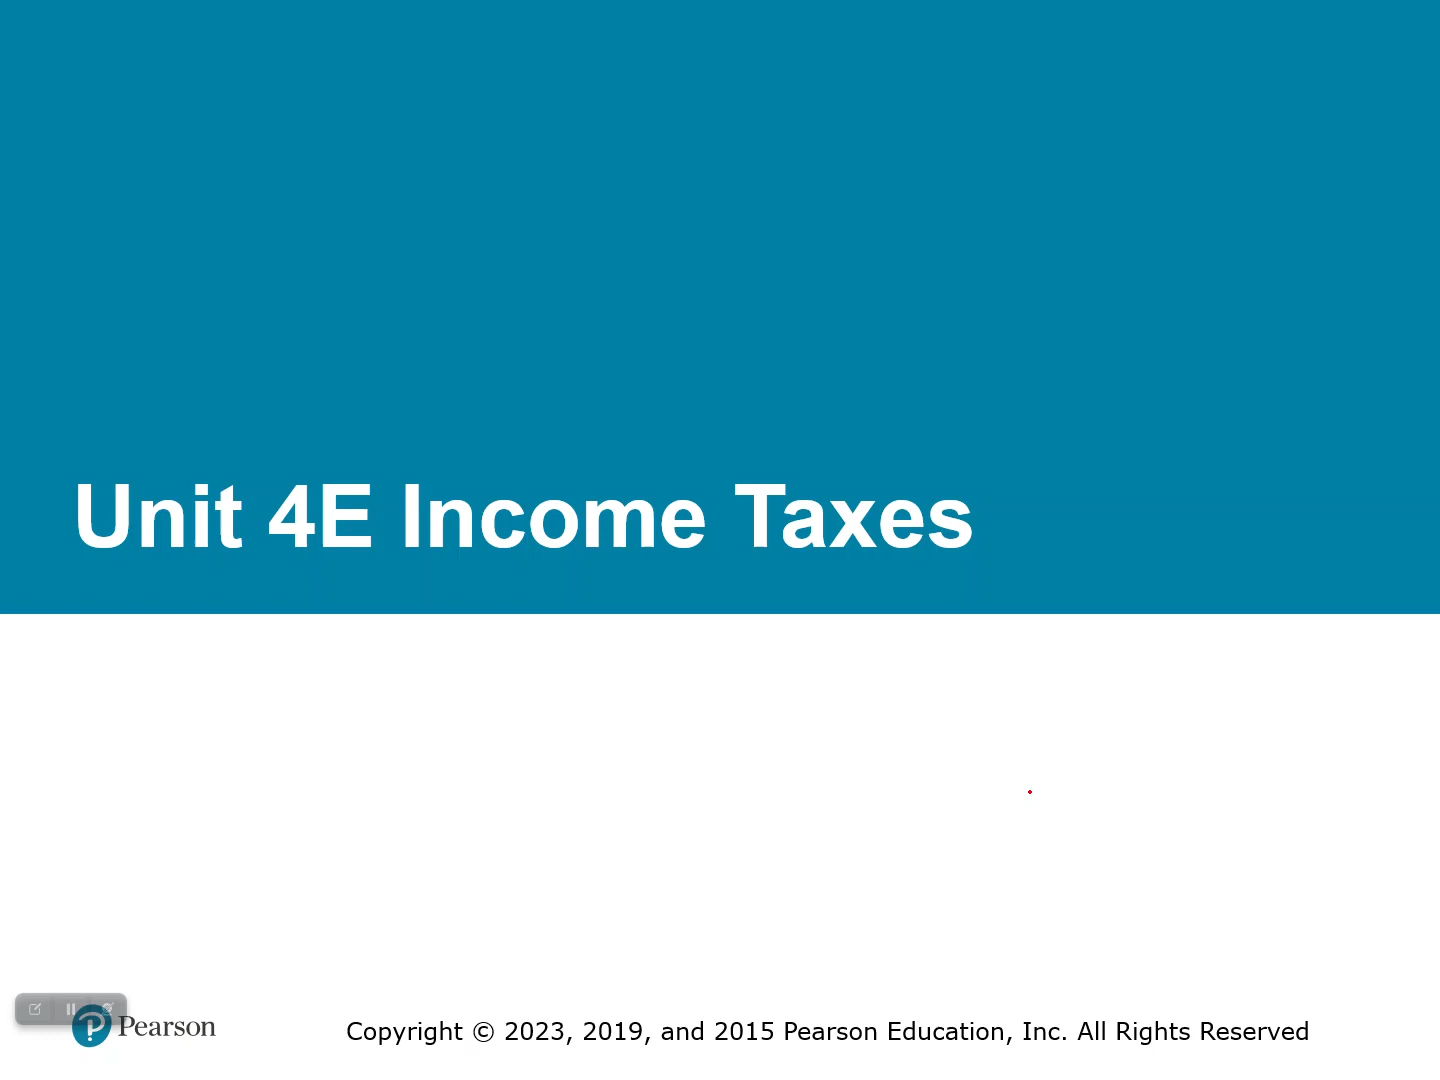 Unit 4E Income Taxes
Pearson
Copyright © 2023, 2019, and 2015 Pearson Education, Inc. All Rights Reserved